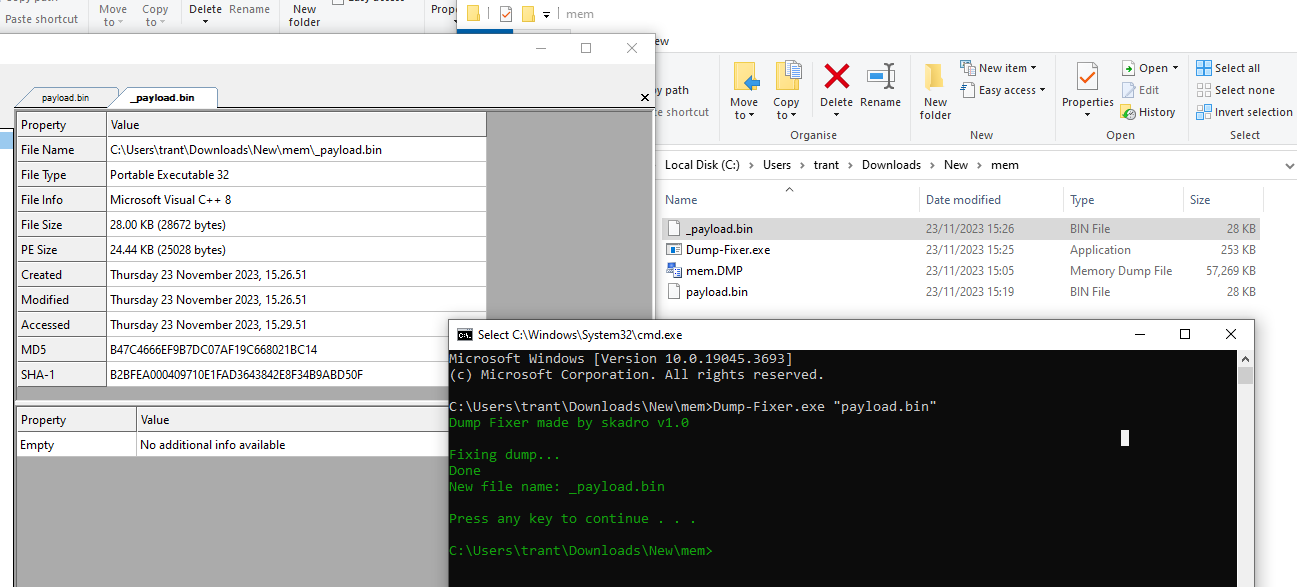 Paste shortcut
Move to
Copy to
Delete
Rename
New folder
mem
payload.bin
_payload.bin
Property Value
File Name C:\Users\trant\Downloads\New\mem\_payload.bin
File Type Portable Executable 32
File Info Microsoft Visual C++ 8
File Size 28.00 KB (28672 bytes)
PE Size 24.44 KB (25028 bytes)
Created Thursday 23 November 2023, 15.26.51
Modified Thursday 23 November 2023, 15.26.51
Accessed Thursday 23 November 2023, 15.29.51
MD5 B47C4666EF9B7DC07AF19C668021BC14
SHA-1 B2BFEA000409710E1FAD3643842E8F34B9ABD50F
Property Value
Empty No additional info available
Move to
Copy to
Delete
Rename
Organise
New folder
New item
Easy access
New
Properties
Open
Edit
History
Open
Select all
Select none
Invert selection
Select
Local Disk (C:) > Users > trant > Downloads > New > mem
Name Date modified Type Size
_payload.bin 23/11/2023 15:26 BIN File 28 KB
Dump-Fixer.exe 23/11/2023 15:25 Application 253 KB
mem.DMP 23/11/2023 15:05 Memory Dump File 57,269 KB
payload.bin 23/11/2023 15:19 BIN File 28 KB
Select C:\Windows\System32\cmd.exe
Microsoft Windows [Version 10.0.19045.3693]
(c) Microsoft Corporation. All rights reserved.
C:\Users\trant\Downloads\New\mem>Dump-Fixer.exe "payload.bin"
Dump Fixer made by skadro v1.0
Fixing dump...
Done
New file name: _payload.bin
Press any key to continue . . .
C:\Users\trant\Downloads\New\mem>